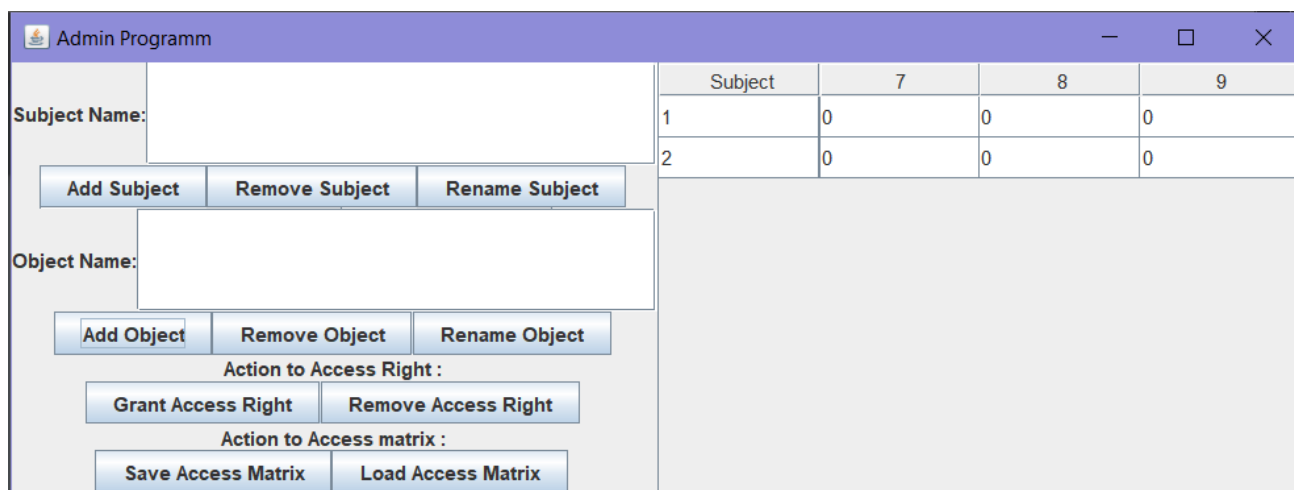 Admin Programm
Subject Name:
Add Subject Remove Subject Rename Subject
Object Name:
Add Object Remove Object Rename Object
Action to Access Right :
Grant Access Right Remove Access Right
Action to Access matrix :
Save Access Matrix Load Access Matrix
Subject 7 8 9
1 0 0 0
2 0 0 0